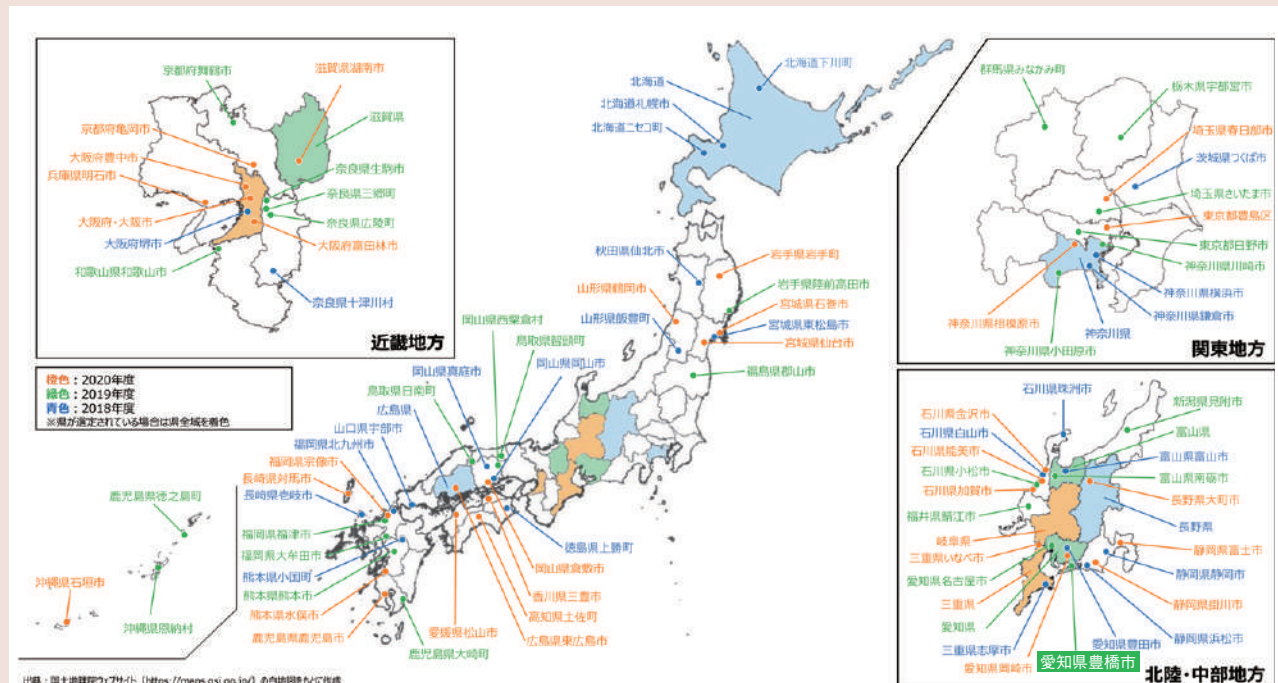 京都府舞鶴市
滋賀県湖南市
滋賀県
京都府亀岡市
大阪府豊中市
兵庫県明石市
奈良県生駒市
奈良県三郷町
奈良県広陵町
大阪府・大阪市
大阪府富田林市
大阪府堺市
和歌山県和歌山市
奈良県十津川村
近畿地方
橙色:2020年度
緑色:2019年度
青色:2018年度
※県が選定されている場合は県全域を着色
北海道下川町
北海道
北海道札幌市
北海道ニセコ町
秋田県仙北市
岩手県岩手町
山形県鶴岡市
岩手県陸前高田市
宮城県石巻市
山形県飯豊町
宮城県東松島市
宮城県仙台市
福島県郡山市
岡山県西粟倉村
鳥取県智頭町
岡山県岡山市
岡山県真庭市
鳥取県日南町
広島県
山口県宇部市
福岡県北九州市
福岡県宗像市
長崎県対馬市
長崎県壱岐市
福岡県福津市
福岡県大牟田市
熊本県小国町
熊本県熊本市
熊本県水俣市
鹿児島県鹿児島市
鹿児島県大崎町
愛媛県松山市
徳島県上勝町
岡山県倉敷市
香川県三豊市
高知県土佐町
広島県東広島市
鹿児島県徳之島町
沖縄県石垣市
沖縄県恩納村
群馬県みなかみ町
栃木県宇都宮市
埼玉県春日部市
茨城県つくば市
埼玉県さいたま市
東京都豊島区
東京都日野市
神奈川県川崎市
神奈川県横浜市
神奈川県鎌倉市
神奈川県相模原市
神奈川県
神奈川県小田原市
関東地方
石川県珠洲市
新潟県見附市
石川県金沢市
石川県白山市
富山県
石川県能美市
富山県富山市
石川県小松市
富山県南砺市
石川県加賀市
長野県大町市
福井県鯖江市
長野県
岐阜県
三重県いなべ市
静岡県富士市
愛知県名古屋市
静岡県静岡市
三重県
静岡県掛川市
愛知県
愛知県豊田市
静岡県浜松市
三重県志摩市
愛知県岡崎市
愛知県豊橋市
北陸・中部地方
出典:国土地理院ウェブサイト(https://maps.gsi.go.jp/)の白地図をもとに作成